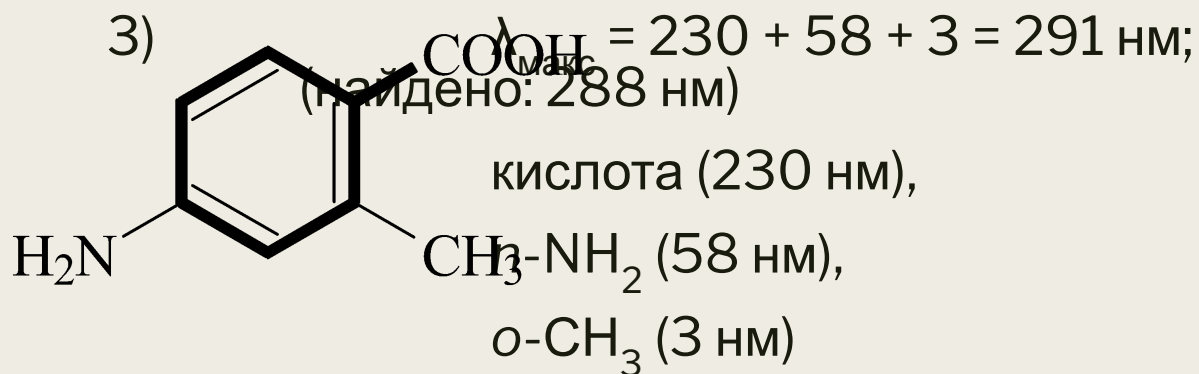 3)
COOH
λмакс = 230 + 58 + 3 = 291 нм;
(найдено: 288 нм)
кислота (230 нм),
H₂N
CH₃
п-NH₂ (58 нм),
о-CH₃ (3 нм)